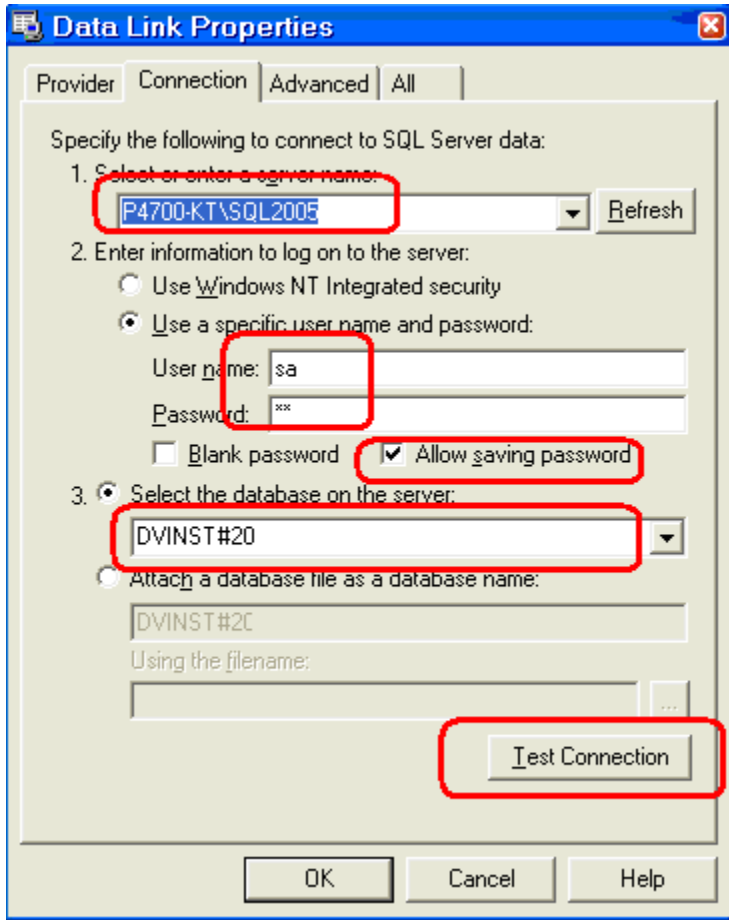 Data Link Properties
Provider Connection Advanced All
Specify the following to connect to SQL Server data:
1. Select or enter a server name:
P4700-KT\SQL2005 Refresh
2. Enter information to log on to the server:
Use Windows NT Integrated security
Use a specific user name and password:
User name: sa
Password: **
Blank password Allow saving password
3. Select the database on the server:
DVINST#20
Attach a database file as a database name:
DVINST#20
Using the filename:
...
Test Connection
OK Cancel Help